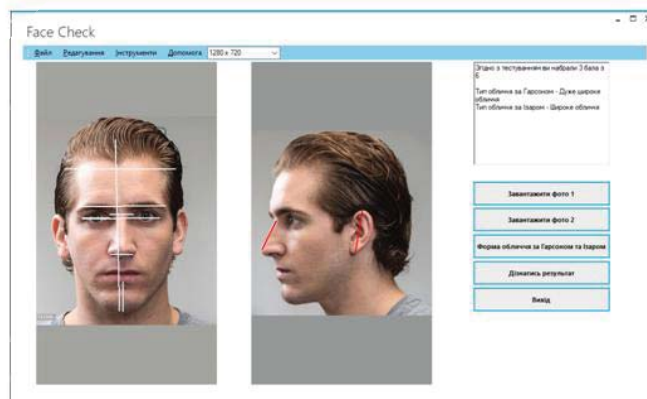 Face Check
Файл Редагування Інструменти Допомога 1280 x 720
Згідно з тестуванням ви набрали 3 бала з
6
Тип обличчя за Гарсоном - Дуже широке
обличчя
Тип обличчя за Ізаром - Широке обличчя
Завантажити фото 1
Завантажити фото 2
Форма обличчя за Гарсоном та Ізаром
Дізнатись результат
Вивід